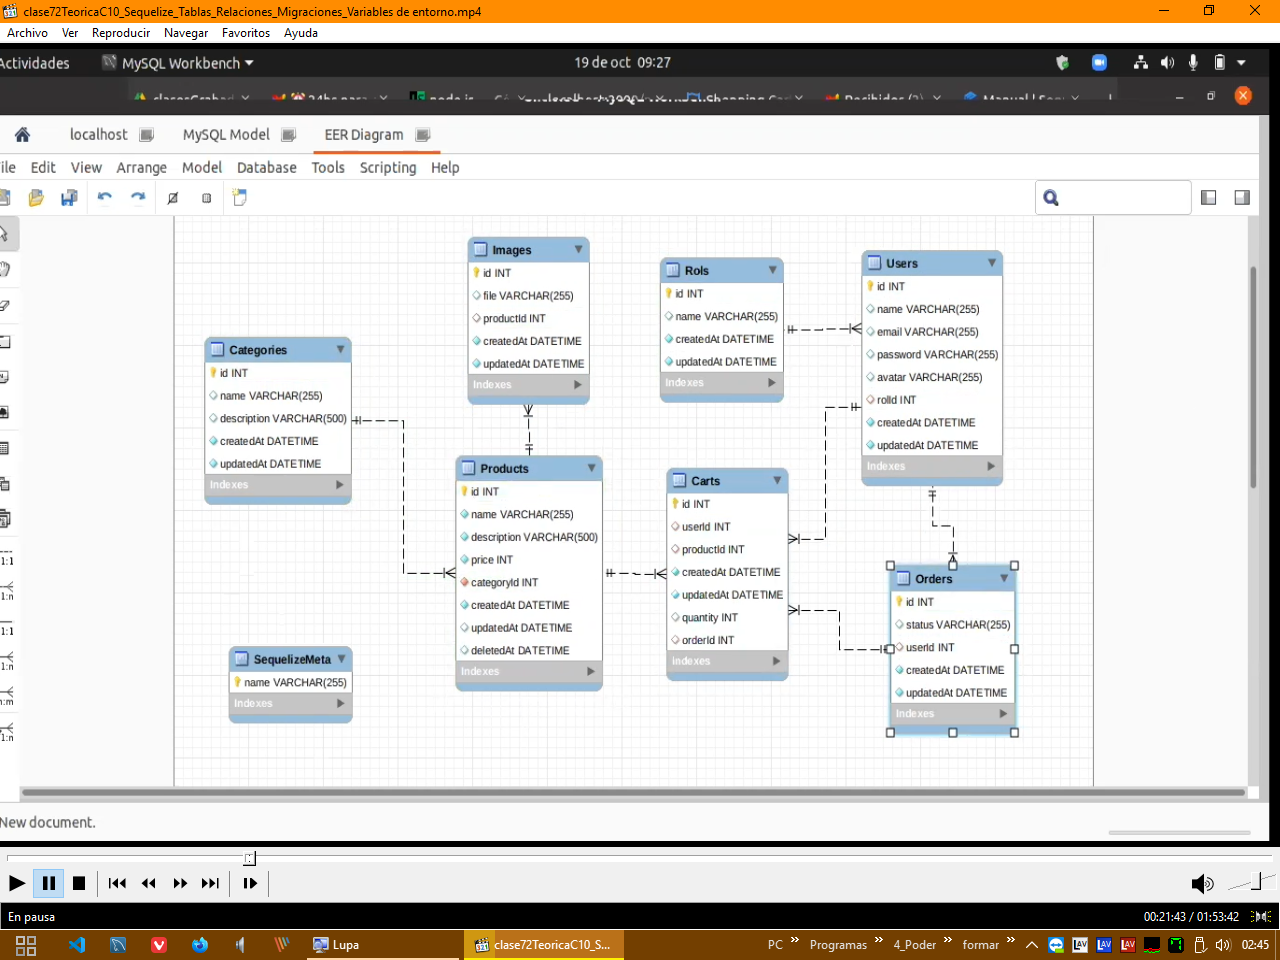 clase72TeoricaC10_Sequelize_Tablas_Relaciones_Migraciones_Variables de entorno.mp4
Archivo Ver Reproducir Navegar Favoritos Ayuda
Actividades MySQL Workbench 19 de oct 09:27
localhost MySQL Model EER Diagram
ile Edit View Arrange Model Database Tools Scripting Help
Images
id INT
file VARCHAR(255)
productId INT
createdAt DATETIME
updatedAt DATETIME
Indexes
Rols
id INT
name VARCHAR(255)
createdAt DATETIME
updatedAt DATETIME
Indexes
Users
id INT
name VARCHAR(255)
email VARCHAR(255)
password VARCHAR(255)
avatar VARCHAR(255)
rolId INT
createdAt DATETIME
updatedAt DATETIME
Indexes
Categories
id INT
name VARCHAR(255)
description VARCHAR(500)
createdAt DATETIME
updatedAt DATETIME
Indexes
Products
id INT
name VARCHAR(255)
description VARCHAR(500)
price INT
categoryId INT
createdAt DATETIME
updatedAt DATETIME
deletedAt DATETIME
Indexes
Carts
id INT
userId INT
productId INT
createdAt DATETIME
updatedAt DATETIME
quantity INT
orderId INT
Indexes
Orders
id INT
status VARCHAR(255)
userId INT
createdAt DATETIME
updatedAt DATETIME
Indexes
SequelizeMeta
name VARCHAR(255)
Indexes
1:1
1:n
1:1
1:n
n:m
1:n
New document.
En pausa 00:21:43 / 01:53:42
Lupa clase72TeoricaC10_S... PC Programas 4_Poder formar 02:45